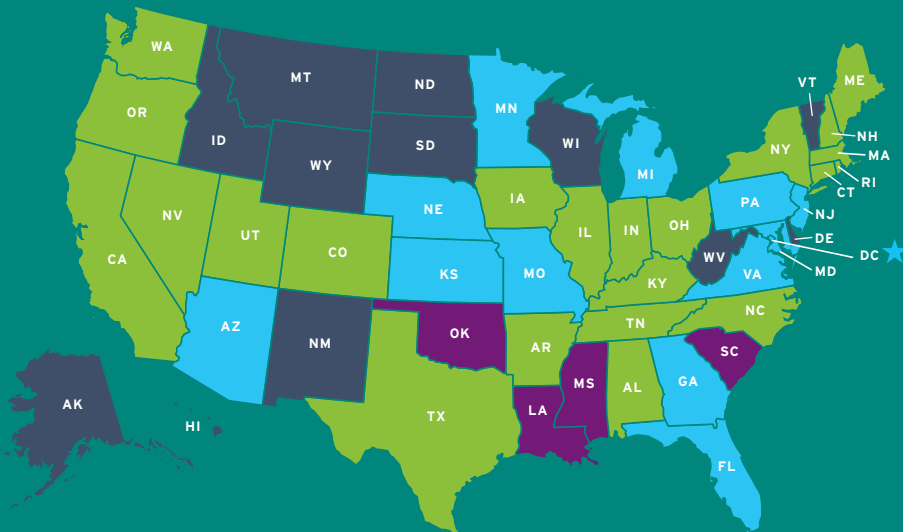 WA
MT
ND
MN
VT
ME
OR
ID
SD
WI
NH
NY
MA
WY
MI
RI
CT
NE
IA
PA
NJ
NV
UT
CO
IL
IN
OH
DE
WV
DC
CA
KS
MO
KY
VA
MD
AZ
NM
OK
AR
TN
NC
SC
AK
HI
TX
LA
MS
AL
GA
FL